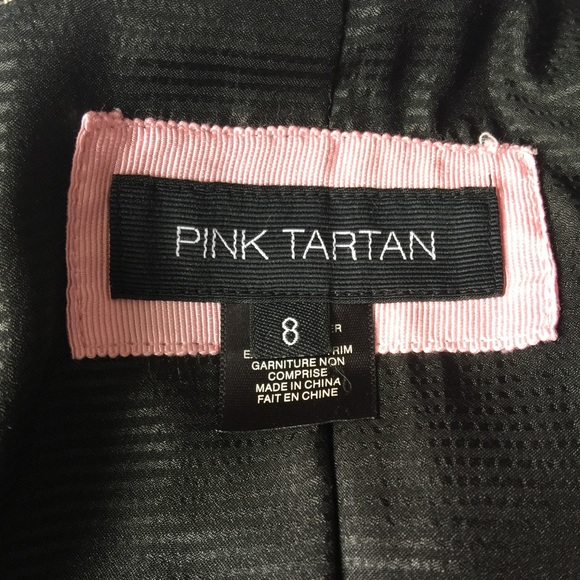 PINK TARTAN
8
GARNITURE NON
COMPRISE
MADE IN CHINA
FAIT EN CHINE